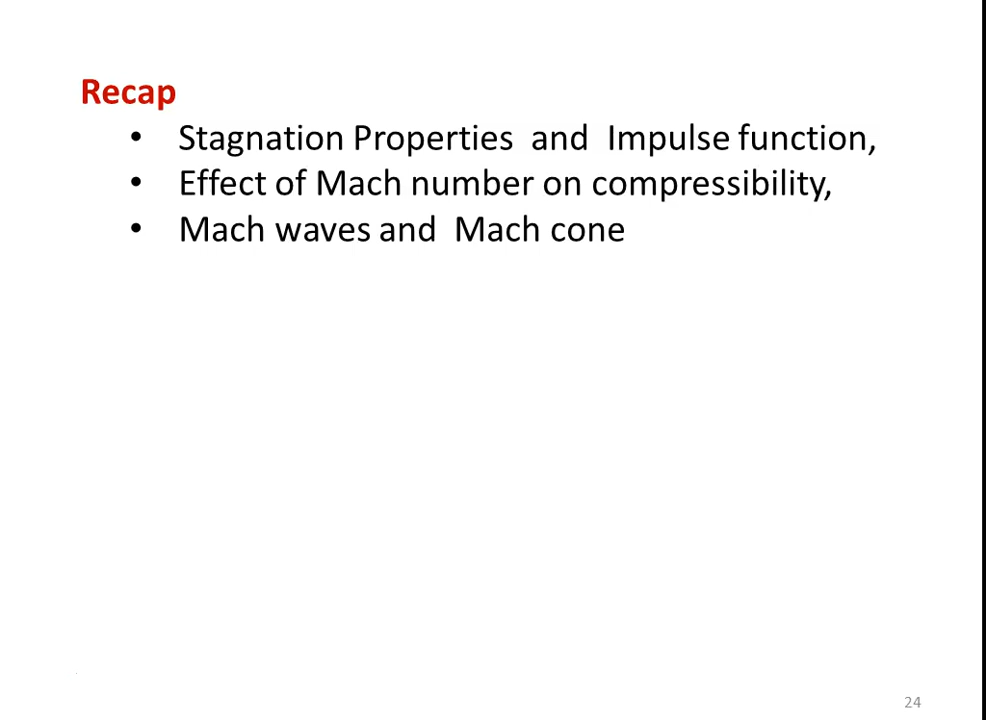 Recap
• Stagnation Properties and Impulse function,
• Effect of Mach number on compressibility,
• Mach waves and Mach cone
24